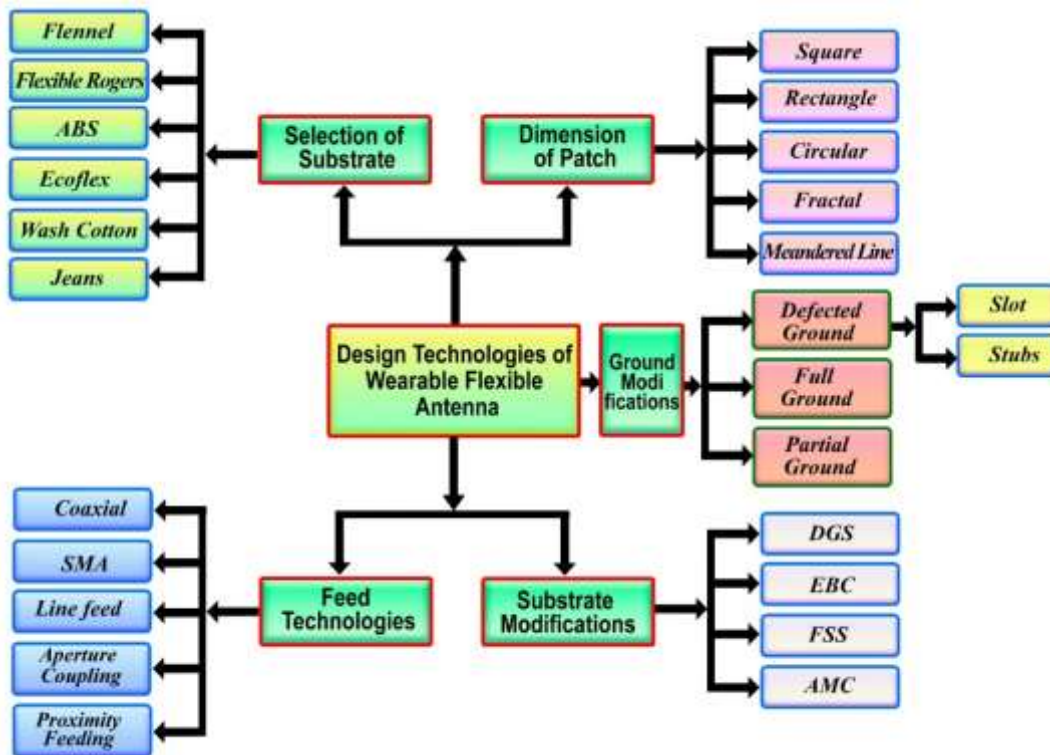 Flennel
Flexible Rogers
ABS
Ecoflex
Wash Cotton
Jeans
Selection of
Substrate
Dimension
of Patch
Square
Rectangle
Circular
Fractal
Meandered Line
Design Technologies of
Wearable Flexible
Antenna
Ground
Modi
fications
Defected
Ground
Full
Ground
Partial
Ground
Slot
Stubs
Coaxial
SMA
Line feed
Aperture
Coupling
Proximity
Feeding
Feed
Technologies
Substrate
Modifications
DGS
EBC
FSS
AMC